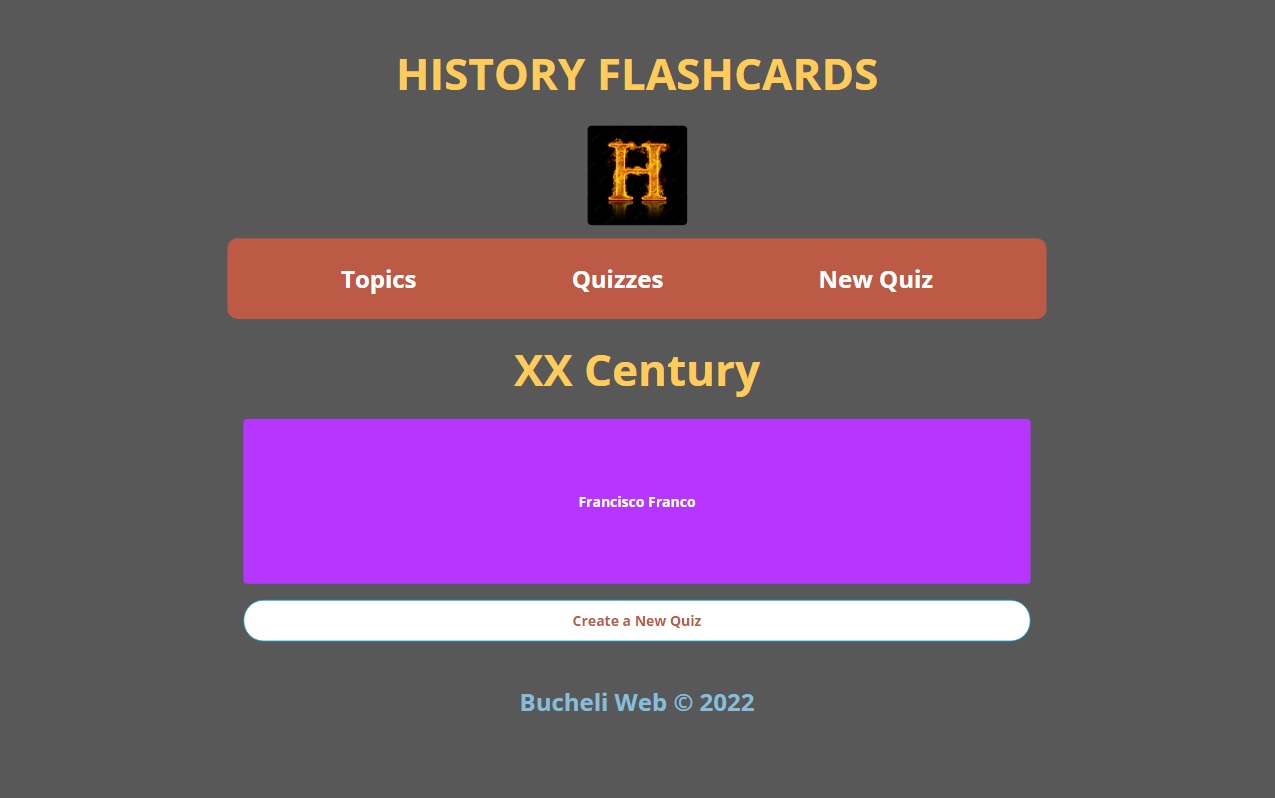 HISTORY FLASHCARDS
H
Topics Quizzes New Quiz
XX Century
Francisco Franco
Create a New Quiz
Bucheli Web © 2022